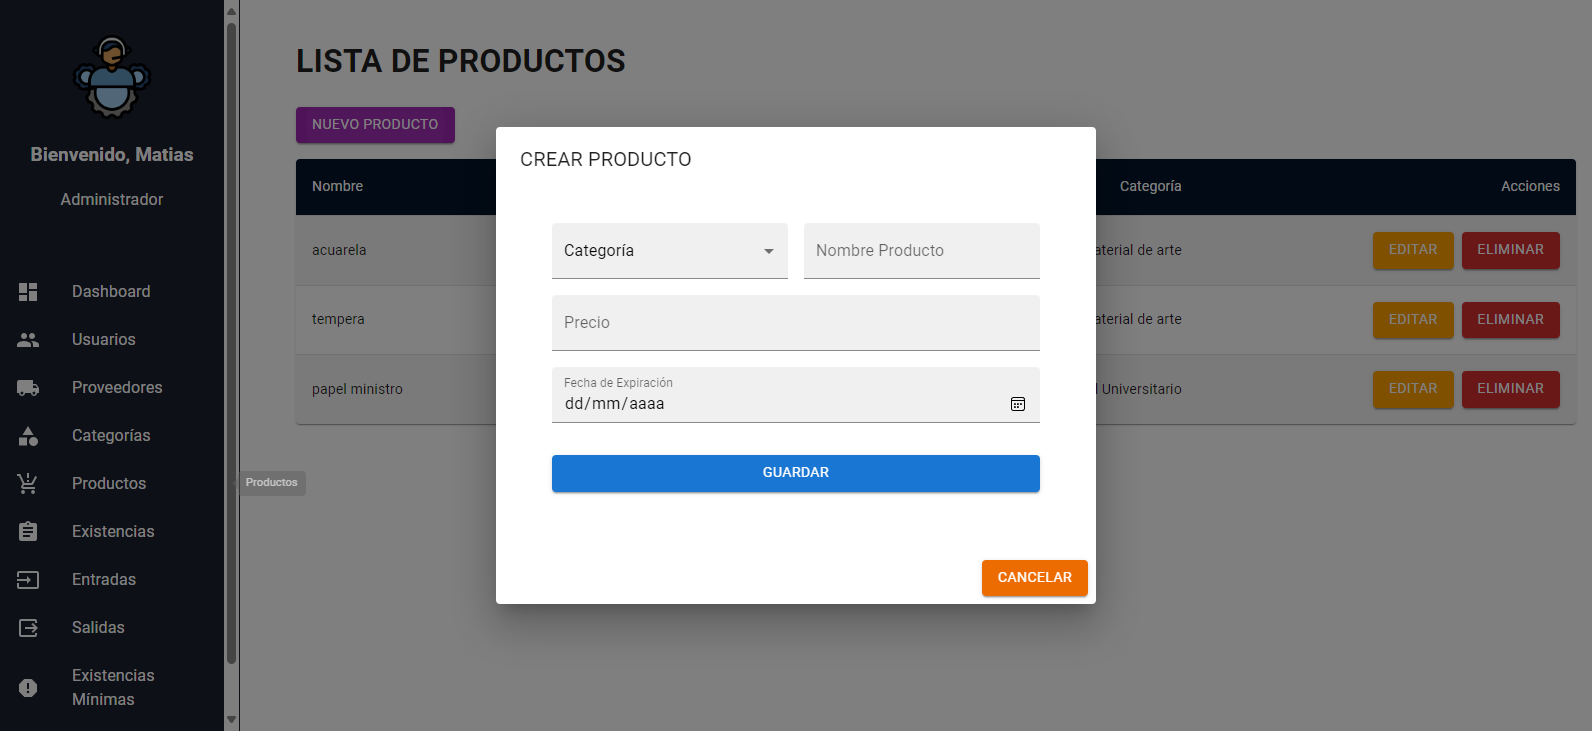 Bienvenido, Matias
Administrador
Dashboard
Usuarios
Proveedores
Categorías
Productos
Existencias
Entradas
Salidas
Existencias
Mínimas
Productos
LISTA DE PRODUCTOS
NUEVO PRODUCTO
Nombre Categoría Acciones
acuarela aterial de arte EDITAR ELIMINAR
tempera aterial de arte EDITAR ELIMINAR
papel ministro l Universitario EDITAR ELIMINAR
CREAR PRODUCTO
Categoría Nombre Producto
Precio
Fecha de Expiración
dd/mm/aaaa
GUARDAR
CANCELAR